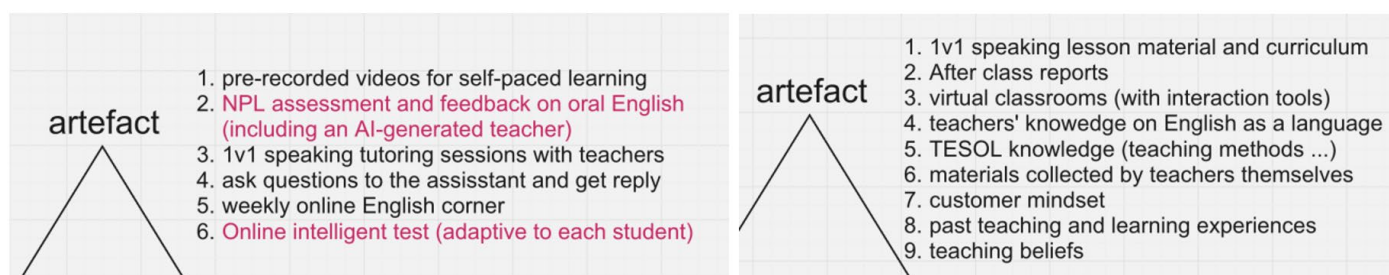 artefact
1. pre-recorded videos for self-paced learning
2. NPL assessment and feedback on oral English
(including an AI-generated teacher)
3. 1v1 speaking tutoring sessions with teachers
4. ask questions to the assisstant and get reply
5. weekly online English corner
6. Online intelligent test (adaptive to each student)
artefact
1. 1v1 speaking lesson material and curriculum
2. After class reports
3. virtual classrooms (with interaction tools)
4. teachers' knowedge on English as a language
5. TESOL knowledge (teaching methods ...)
6. materials collected by teachers themselves
7. customer mindset
8. past teaching and learning experiences
9. teaching beliefs